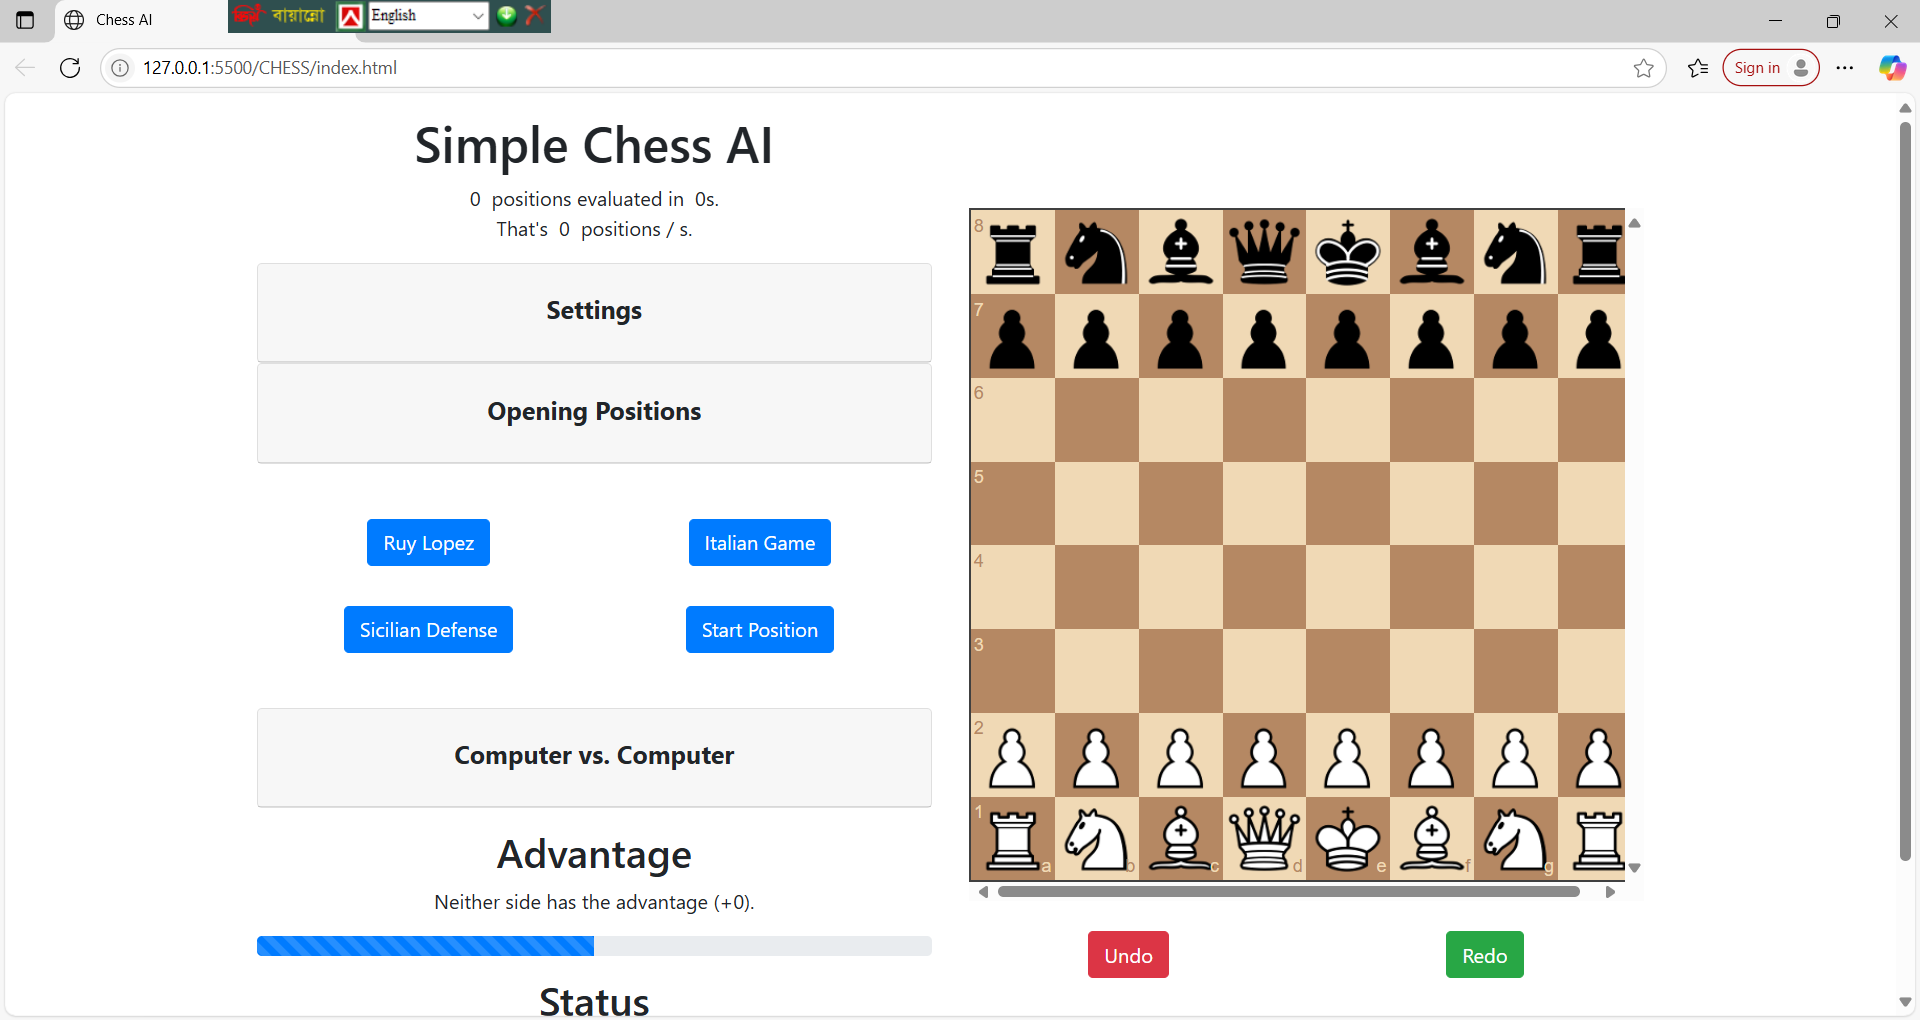 Chess AI
বায়ান্নো
English
127.0.0.1:5500/CHESS/index.html
Sign in
Simple Chess AI
0 positions evaluated in 0s.
That's 0 positions / s.
Settings
Opening Positions
Ruy Lopez
Italian Game
Sicilian Defense
Start Position
Computer vs. Computer
Advantage
Neither side has the advantage (+0).
Status
8
7
6
5
4
3
2
1
a b c d e f g
Undo
Redo